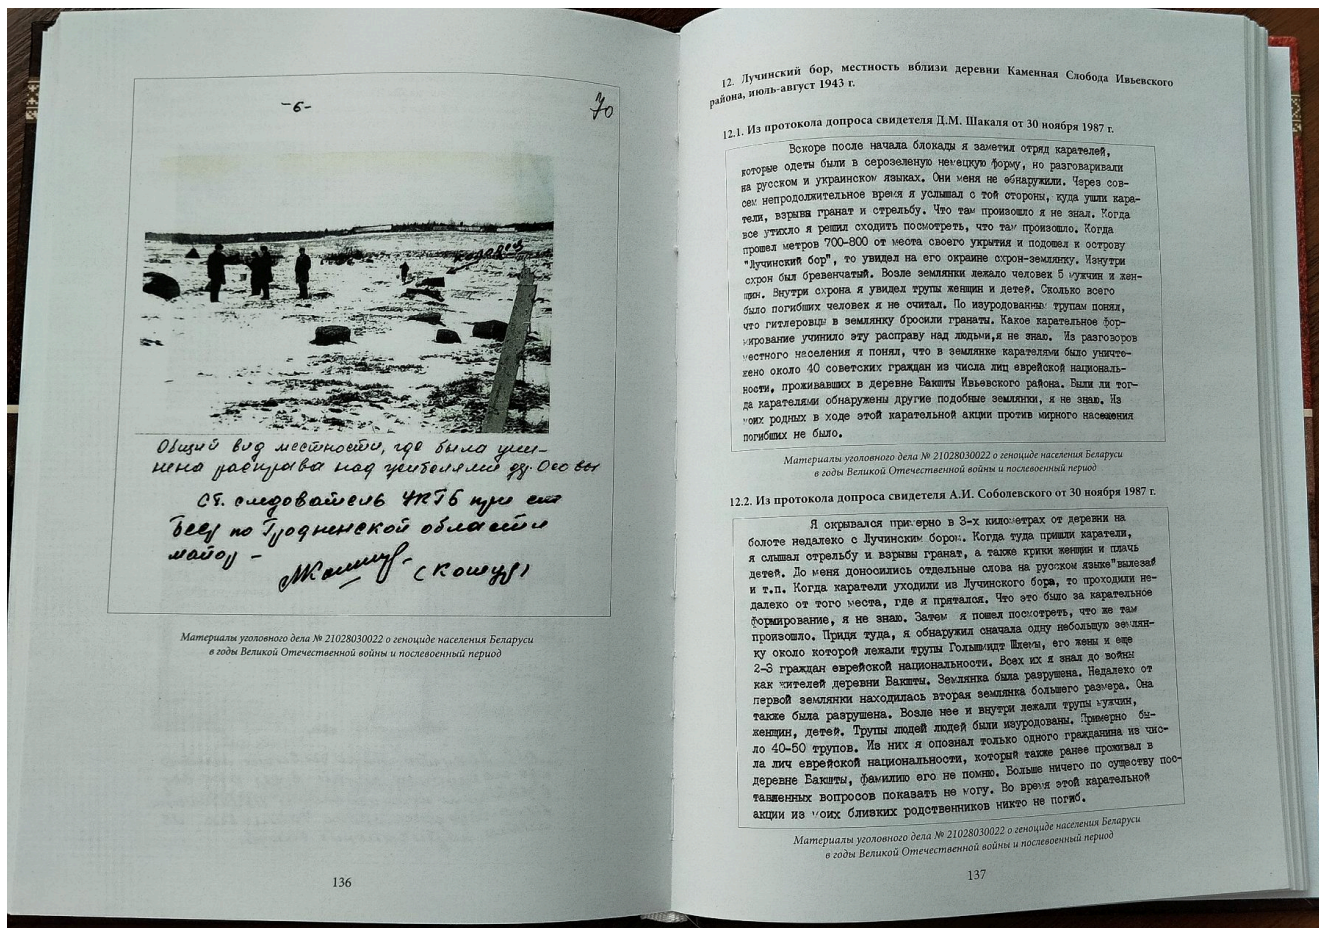 -6-
70
Общий вид местности, где была учи-
нена расправа над жителями д. Осовы
Ст. следователь УКГБ при СМ
БССР по Гродненской области
майор -
(Кошур)
Материалы уголовного дела № 21028030022 о геноциде населения Беларуси
в годы Великой Отечественной войны и послевоенный период
136
12. Лучинский бор, местность вблизи деревни Каменная Слобода Ивьевского
района, июль-август 1943 г.
12.1. Из протокола допроса свидетеля Д.М. Шакаля от 30 ноября 1987 г.
Вскоре после начала блокады я заметил отряд карателей,
которые одеты были в серозеленую немецкую форму, но разговаривали
на русском и украинском языках. Они меня не обнаружили. Через сов-
сем непродолжительное время я услышал с той стороны, куда ушли кара-
тели, взрыва гранат и стрельбу. Что там произошло я не знал. Когда
все утихло я решил сходить посмотреть, что там произошло. Когда
прошел метров 700-800 от места своего укрытия и подошел к острову
"Лучинский бор", то увидел на его окраине схрон-землянку. Изнутри
схрон был бревенчатый. Возле землянки лежало человек 5 мужчин и жен-
щин. Внутри схрона я увидел трупы женщин и детей. Сколько всего
было погибших человек я не считал. По изуродованным трупам понял,
что гитлеровцы в землянку бросили гранаты. Какое карательное фор-
мирование учинило эту расправу над людьми,я не знаю. Из разговоров
местного населения я понял, что в землянке карателями было уничто-
жено около 40 советских граждан из числа лиц еврейской националь-
ности, проживавших в деревне Бакшты Ивьевского района. Были ли тог-
да карателями обнаружены другие подобные землянки, я не знаю. Из
моих родных в ходе этой карательной акции против мирного населения
погибших не было.
Материалы уголовного дела № 21028030022 о геноциде населения Беларуси
в годы Великой Отечественной войны и послевоенный период
12.2. Из протокола допроса свидетеля А.И. Соболевского от 30 ноября 1987 г.
Я скрывался примерно в 3-х километрах от деревни на
болоте недалеко с Лучинским бором. Когда туда пришли каратели,
я слышал стрельбу и взрывы гранат, а также крики женщин и плачь
детей. До меня доносились отдельные слова на русском языке"вылезай
и т.п. Когда каратели уходили из Лучинского бора, то проходили не-
далеко от того места, где я прятался. Что это было за карательное
формирование, я не знаю. Затем я пошел посмотреть, что же там
произошло. Придя туда, я обнаружил сначала одну небольшую землян-
ку около которой лежали трупы Гольшмидт Шлемы, его жены и еще
2-3 граждан еврейской национальности. Всех их я знал до войны
как жителей деревни Бакшты. Землянка была разрушена. Недалеко от
первой землянки находилась вторая землянка большего размера. Она
также была разрушена. Возле нее и внутри лежали трупы мужчин,
женщин, детей. Трупы людей людей были изуродованы. Примерно бы-
ло 40-50 трупов. Из них я опознал только одного гражданина из чис-
ла лич еврейской национальности, который также ранее проживал в
деревне Бакшты, фамилию его не помню. Больше ничего по существу пос-
тавленных вопросов показать не могу. Во время этой карательной
акции из моих близких родственников никто не погиб.
Материалы уголовного дела № 21028030022 о геноциде населения Беларуси
в годы Великой Отечественной войны и послевоенный период
137